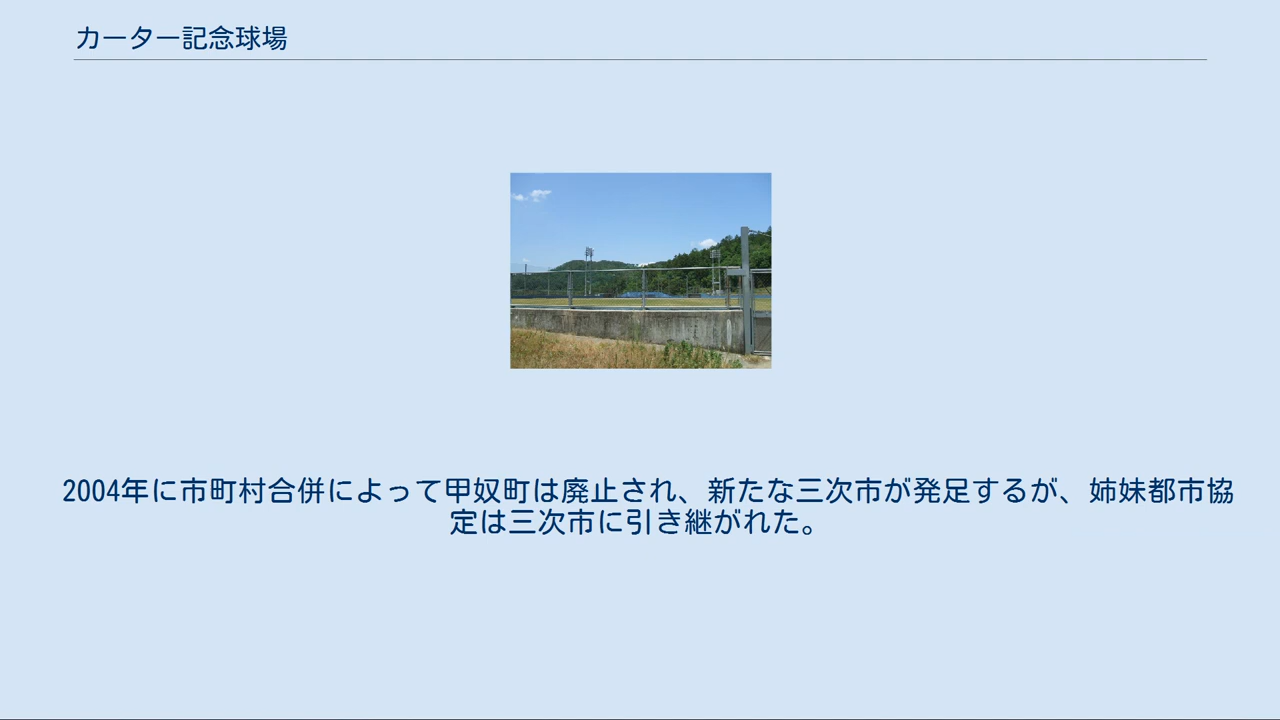 カーター記念球場
2004年に市町村合併によって甲奴町は廃止され、新たな三次市が発足するが、姉妹都市協
定は三次市に引き継がれた。